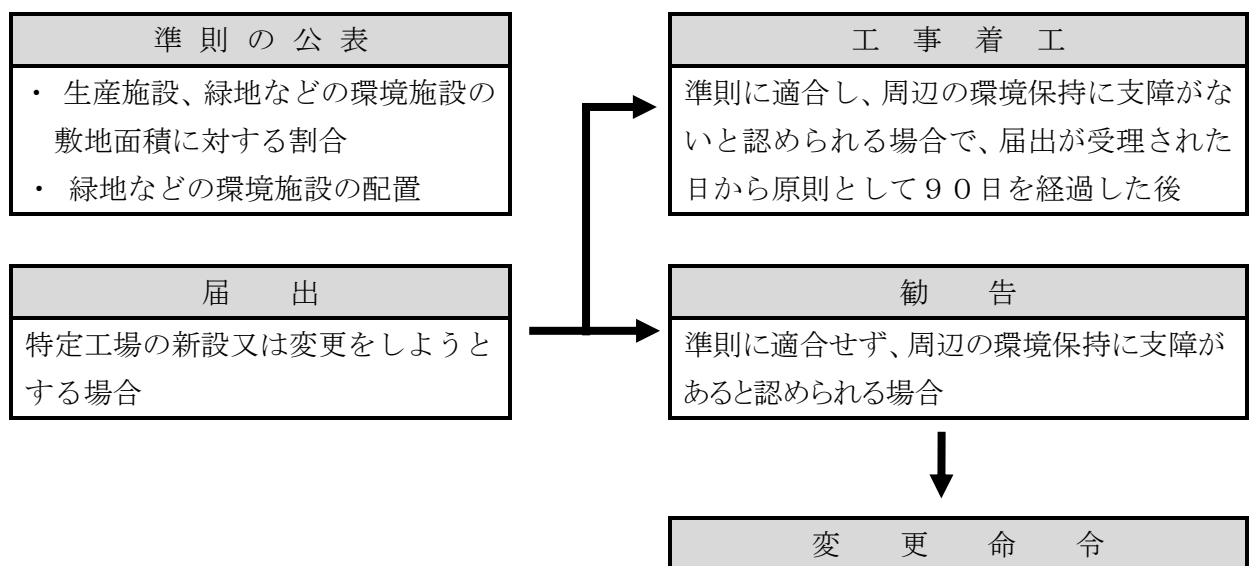 準則の公表
・ 生産施設、緑地などの環境施設の
敷地面積に対する割合
・ 緑地などの環境施設の配置
届出
特定工場の新設又は変更をしようと
する場合
工事着工
準則に適合し、周辺の環境保持に支障がな
いと認められる場合で、届出が受理された
日から原則として９０日を経過した後
勧告
準則に適合せず、周辺の環境保持に支障が
あると認められる場合
変更命令